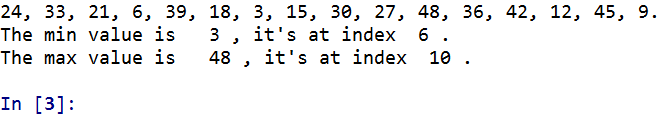 24, 33, 21, 6, 39, 18, 3, 15, 30, 27, 48, 36, 42, 12, 45, 9.
The min value is   3 , it's at index  6 .
The max value is   48 , it's at index  10 .
In [3]: